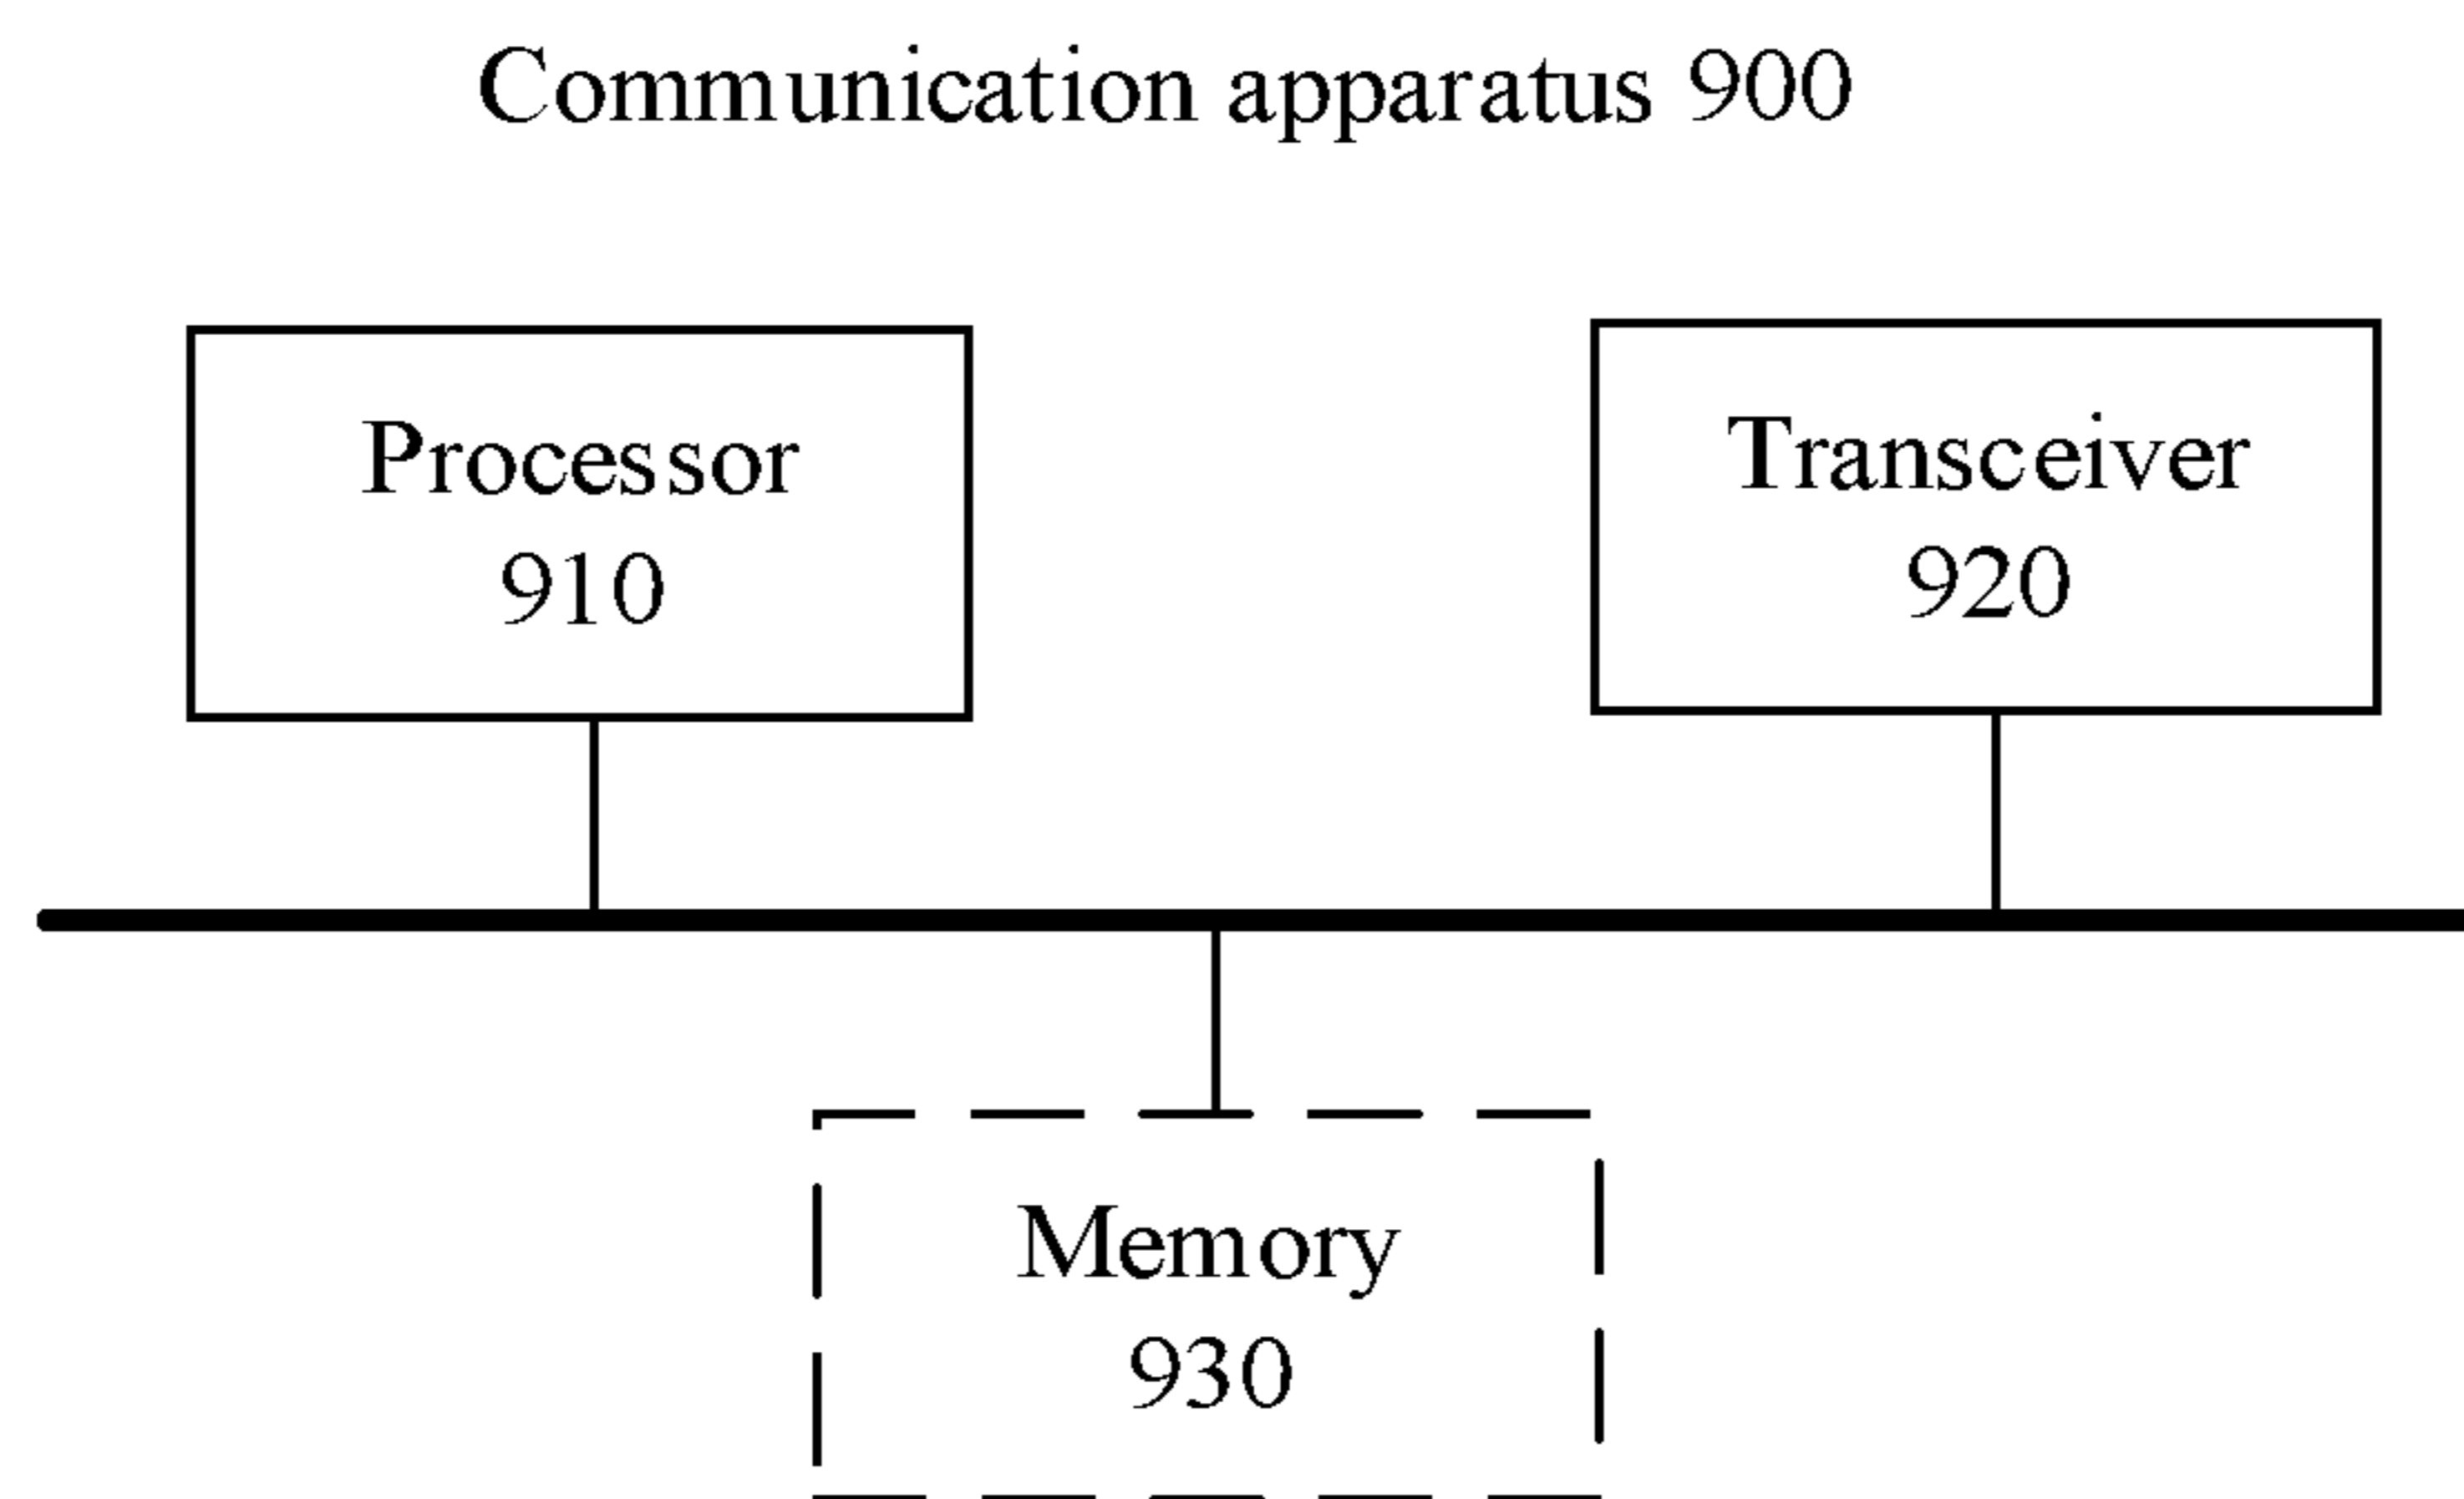 Communication apparatus 900
Processor
910
Transceiver
920
Memory
930